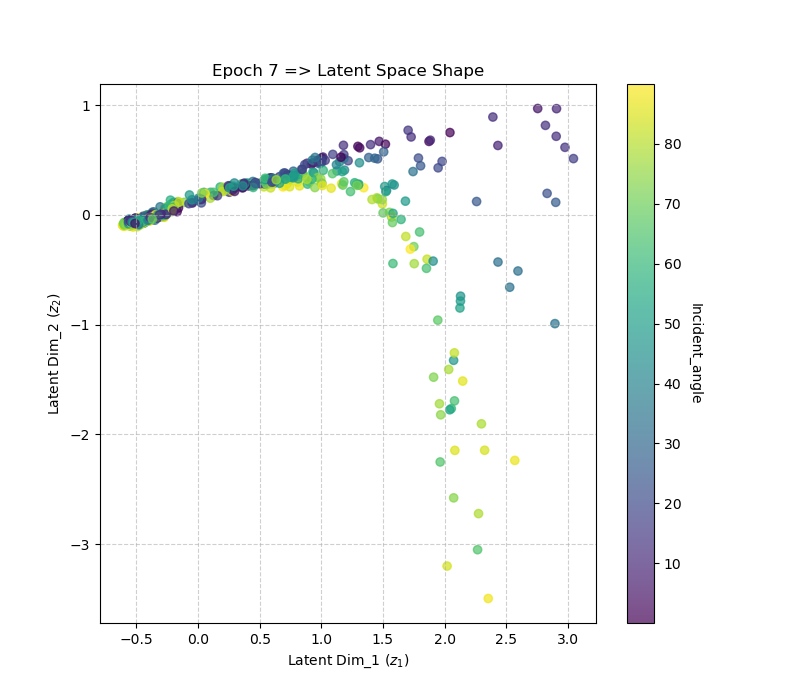 Epoch 7 => Latent Space Shape
Latent Dim_2 (z₂)
1
0
−1
−2
−3
−0.5 0.0 0.5 1.0 1.5 2.0 2.5 3.0
Latent Dim_1 (z₁)
80
70
60
50
40
30
20
10
Incident_angle